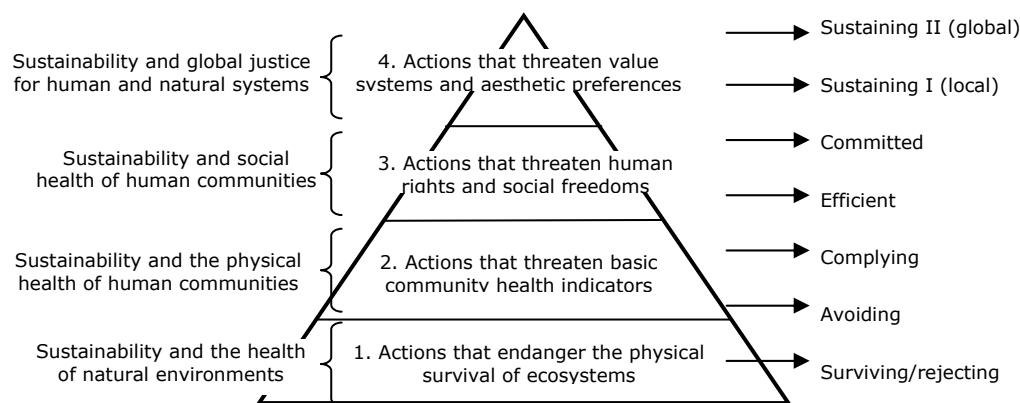 Sustainability and global justice
for human and natural systems
4. Actions that threaten value
systems and aesthetic preferences
Sustaining II (global)
Sustaining I (local)
Sustainability and social
health of human communities
3. Actions that threaten human
rights and social freedoms
Committed
Efficient
Sustainability and the physical
health of human communities
2. Actions that threaten basic
community health indicators
Complying
Avoiding
Sustainability and the health
of natural environments
1. Actions that endanger the physical
survival of ecosystems
Surviving/rejecting